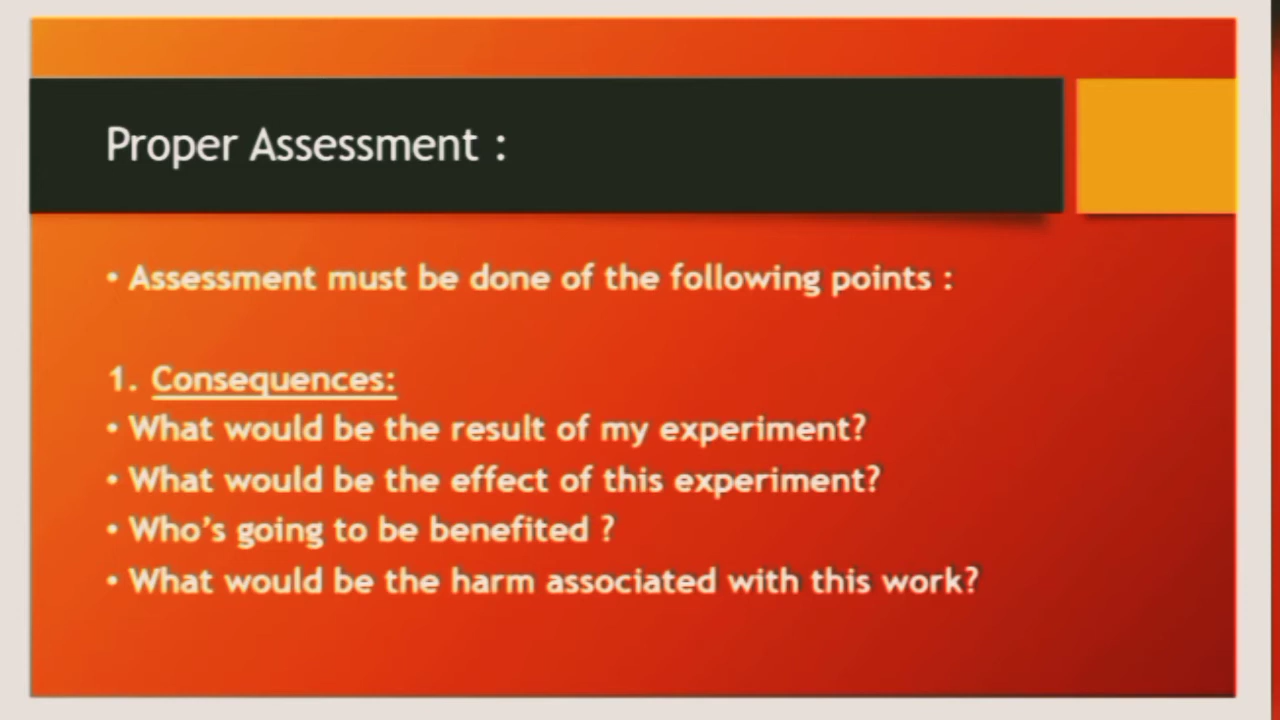 Proper Assessment :
• Assessment must be done of the following points :
1. Consequences:
• What would be the result of my experiment?
• What would be the effect of this experiment?
• Who’s going to be benefited ?
• What would be the harm associated with this work?